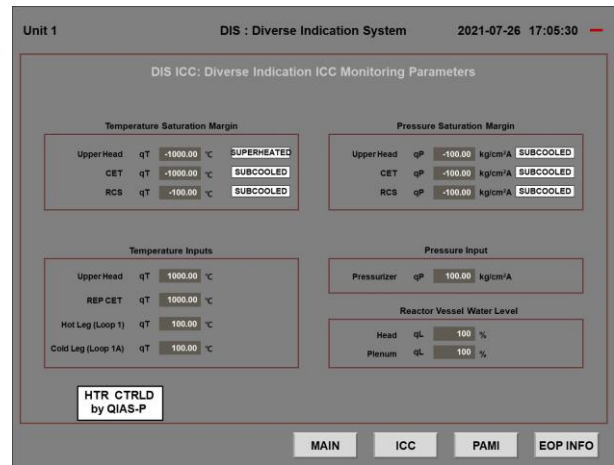 Unit 1 DIS : Diverse Indication System 2021-07-26 17:05:30
DIS ICC: Diverse Indication ICC Monitoring Parameters
Temperature Saturation Margin
Upper Head qT -1000.00 ℃ SUPERHEATED
CET qT -1000.00 ℃ SUBCOOLED
RCS qT -100.00 ℃ SUBCOOLED
Pressure Saturation Margin
Upper Head qP -100.00 kg/cm²A SUBCOOLED
CET qP -100.00 kg/cm²A SUBCOOLED
RCS qP -100.00 kg/cm²A SUBCOOLED
Temperature Inputs
Upper Head qT 1000.00 ℃
REP CET qT 1000.00 ℃
Hot Leg (Loop 1) qT 100.00 ℃
Cold Leg (Loop 1A) qT 100.00 ℃
Pressure Input
Pressurizer qP 100.00 kg/cm²A
Reactor Vessel Water Level
Head qL 100 %
Plenum qL 100 %
HTR CTRLD
by QIAS-P
MAIN ICC PAMI EOP INFO